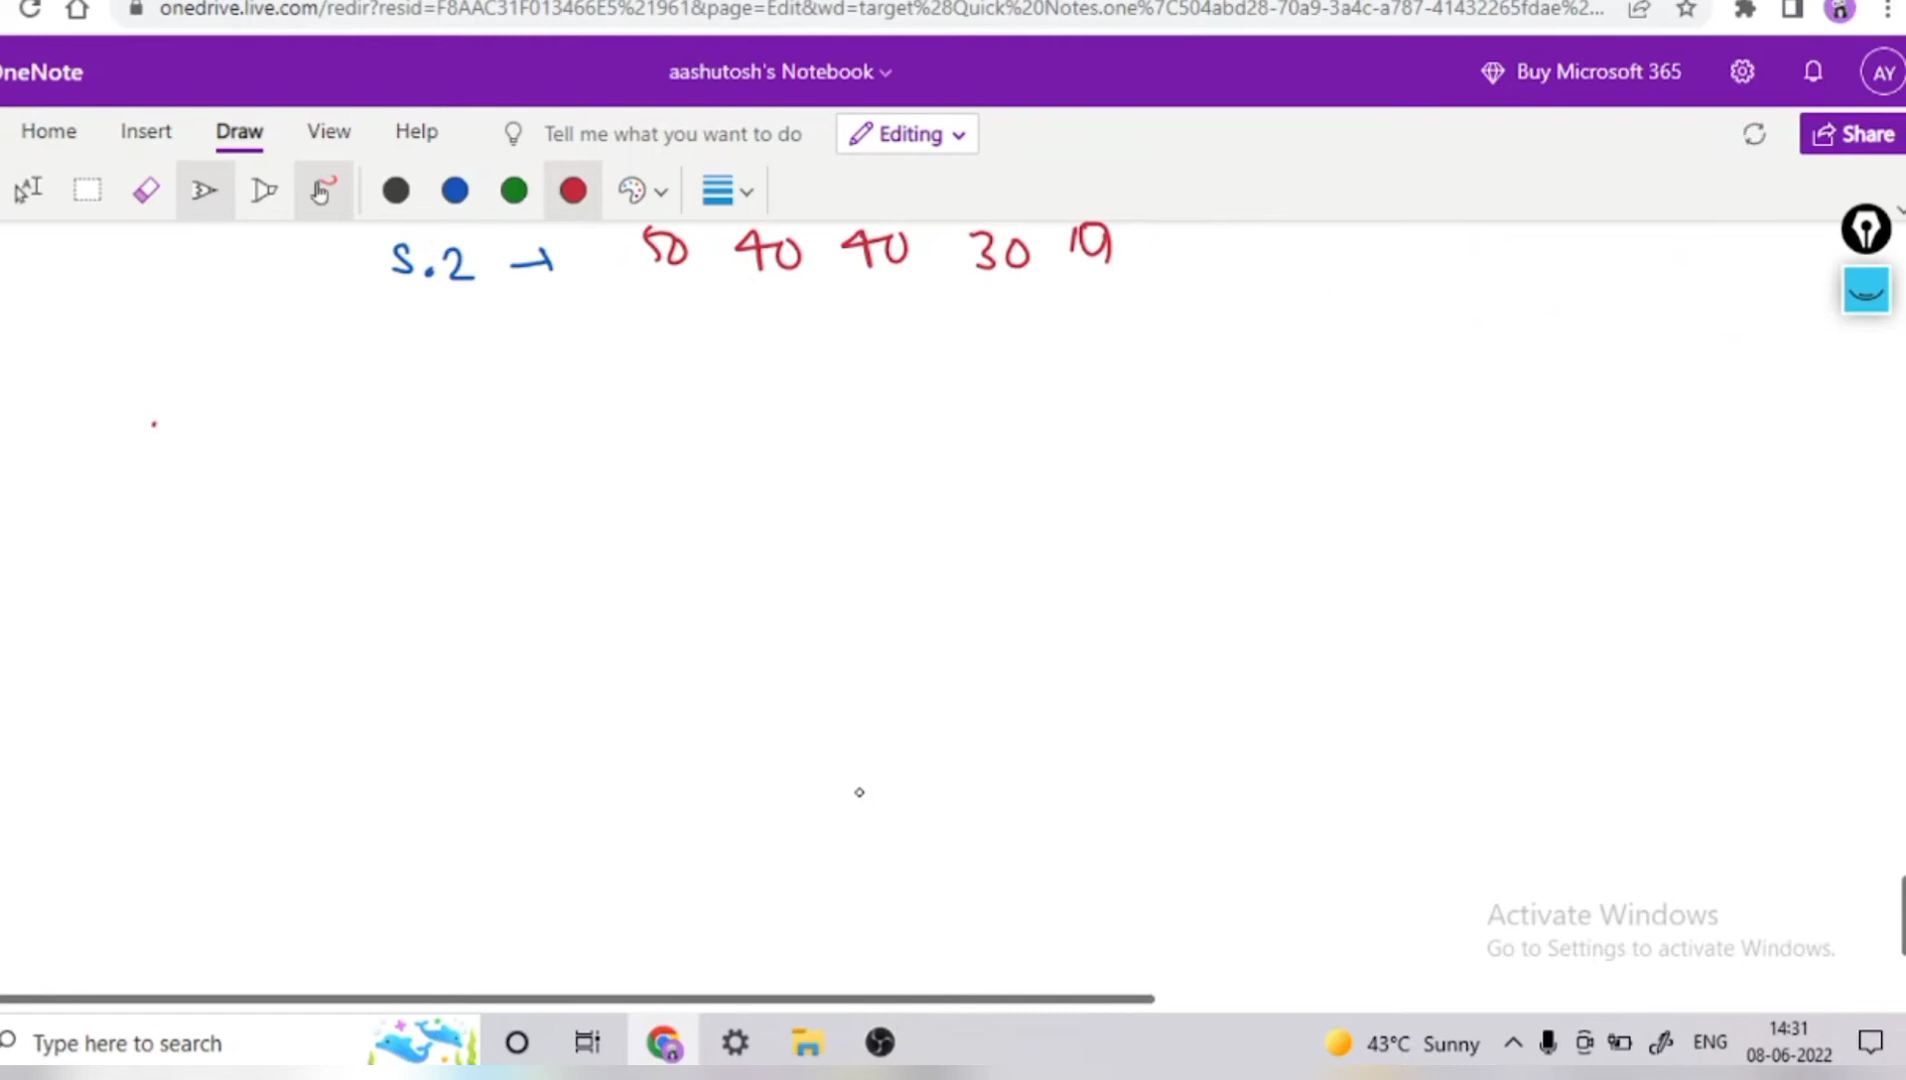 onedrive.live.com/redir?resid=F8AAC31F013466E5%21961&page=Edit&wd=target%28Quick%20Notes.one%7C504abd28-70a9-3a4c-a787-41432265fdae%2...
OneNote
aashutosh's Notebook
Buy Microsoft 365
AY
Home Insert Draw View Help
Tell me what you want to do
Editing
Share
S.2 → 50 40 40 30 10
Activate Windows
Go to Settings to activate Windows.
Type here to search
43°C Sunny
ENG
14:31
08-06-2022